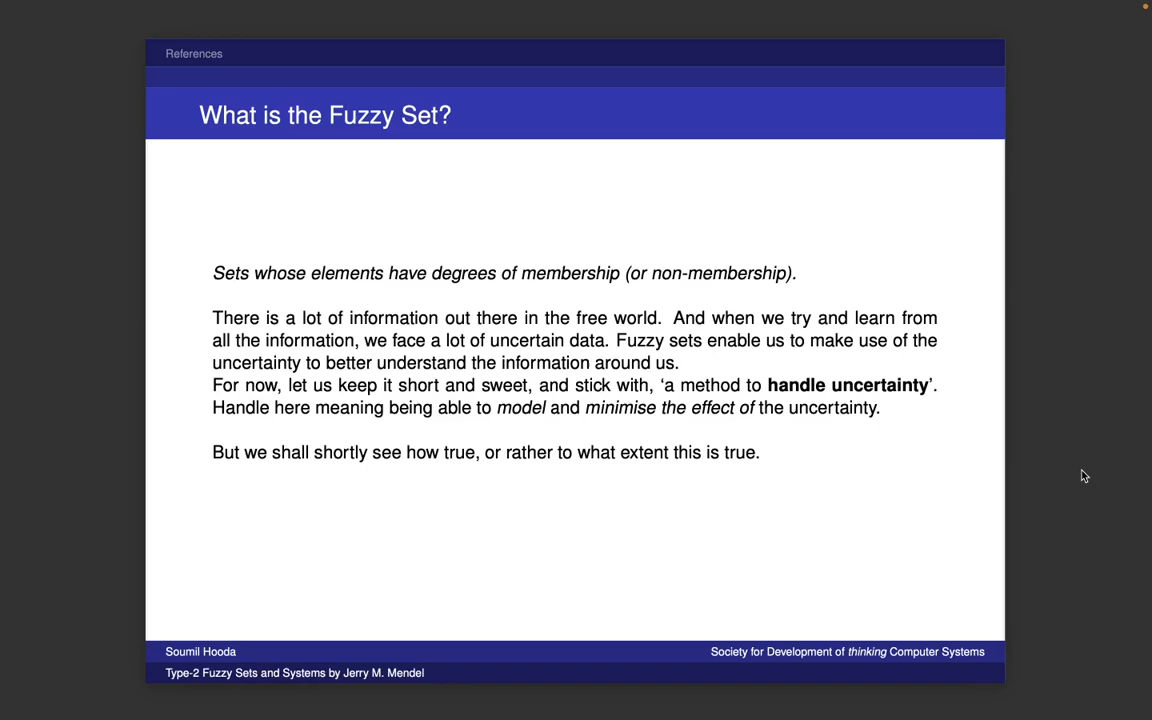 References
What is the Fuzzy Set?
Sets whose elements have degrees of membership (or non-membership).
There is a lot of information out there in the free world. And when we try and learn from
all the information, we face a lot of uncertain data. Fuzzy sets enable us to make use of the
uncertainty to better understand the information around us.
For now, let us keep it short and sweet, and stick with, ‘a method to handle uncertainty’.
Handle here meaning being able to model and minimise the effect of the uncertainty.
But we shall shortly see how true, or rather to what extent this is true.
Soumil Hooda
Society for Development of thinking Computer Systems
Type-2 Fuzzy Sets and Systems by Jerry M. Mendel